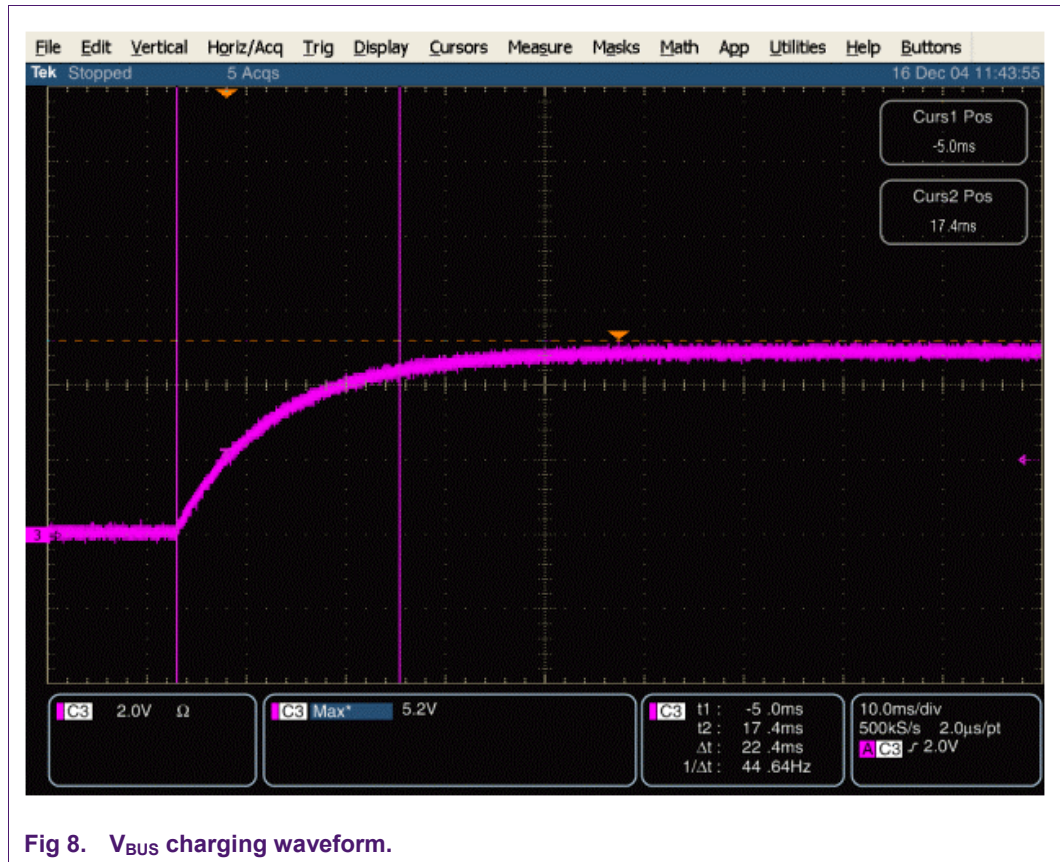 File Edit Vertical Horiz/Acq Trig Display Cursors Measure Masks Math App Utilities Help Buttons
Tek Stopped 5 Acqs 16 Dec 04 11:43:55
Curs1 Pos
-5.0ms
Curs2 Pos
17.4ms
3
C3 2.0V Ω
C3 Max* 5.2V
C3 t1 : -5 .0ms
t2 : 17 .4ms
Δt : 22 .4ms
1/Δt : 44 .64Hz
10.0ms/div
500kS/s 2.0µs/pt
A C3 ƒ 2.0V
Fig 8. VBUS charging waveform.